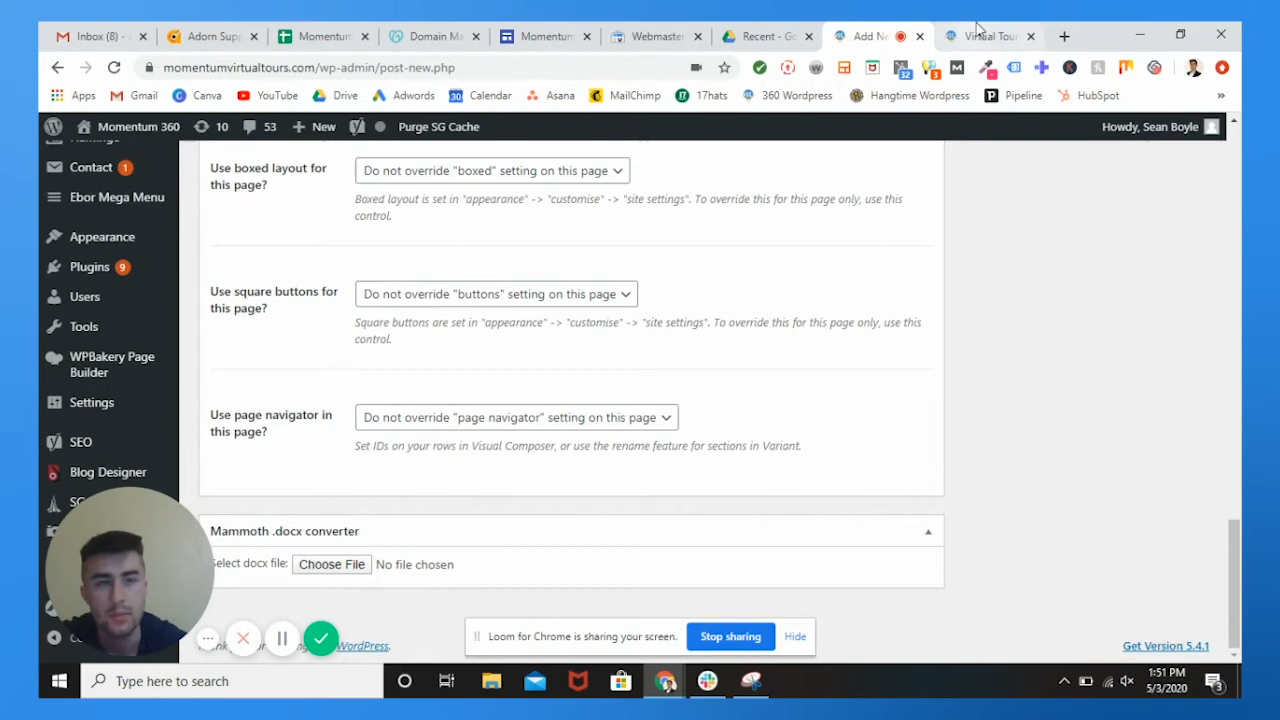 Inbox (8) -
Adorn Supp
Momentum
Domain Ma
Momentum
Webmaster
Recent - Go
Add Ne
Virtual Tour
momentumvirtualtours.com/wp-admin/post-new.php
32
3
Apps
Gmail
Canva
YouTube
Drive
Adwords
30
Calendar
Asana
MailChimp
17
17hats
360 Wordpress
Hangtime Wordpress
Pipeline
HubSpot
»
Momentum 360
10
53
New
Purge SG Cache
Howdy, Sean Boyle
Contact 1
Ebor Mega Menu
Appearance
Plugins 9
Users
Tools
WPBakery Page
Builder
Settings
SEO
Blog Designer
SG
Use boxed layout for
this page?
Do not override "boxed" setting on this page
Boxed layout is set in "appearance" -> "customise" -> "site settings". To override this for this page only, use this
control.
Use square buttons for
this page?
Do not override "buttons" setting on this page
Square buttons are set in "appearance" -> "customise" -> "site settings". To override this for this page only, use this
control.
Use page navigator in
this page?
Do not override "page navigator" setting on this page
Set IDs on your rows in Visual Composer, or use the rename feature for sections in Variant.
Mammoth .docx converter
Select docx file: Choose File No file chosen
Loom for Chrome is sharing your screen. Stop sharing Hide
WordPress.
Get Version 5.4.1
Type here to search
1:51 PM
5/3/2020
3